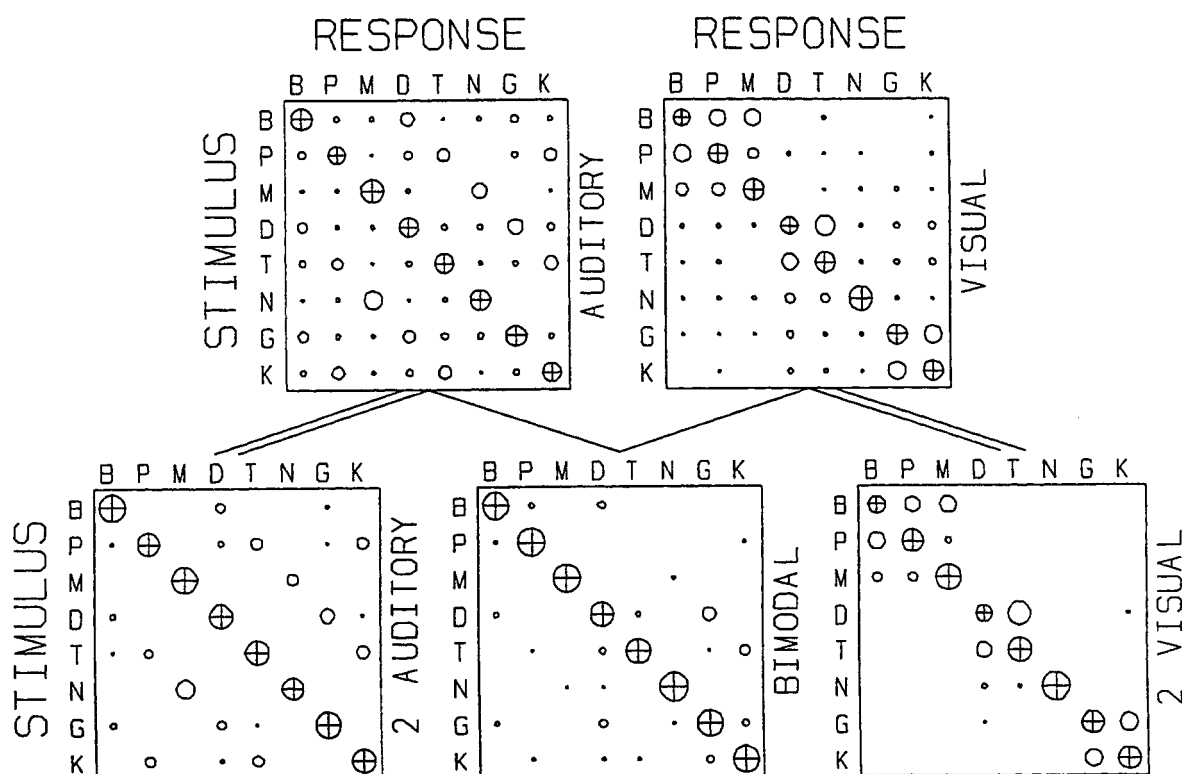 RESPONSE RESPONSE
B P M D T N G K B P M D T N G K
STIMULUS
B
P
M
D
T
N
G
K
AUDITORY
B
P
M
D
T
N
G
K
VISUAL
B P M D T N G K B P M D T N G K B P M D T N G K
STIMULUS
B
P
M
D
T
N
G
K
2 AUDITORY
B
P
M
D
T
N
G
K
BIMODAL
B
P
M
D
T
N
G
K
2 VISUAL